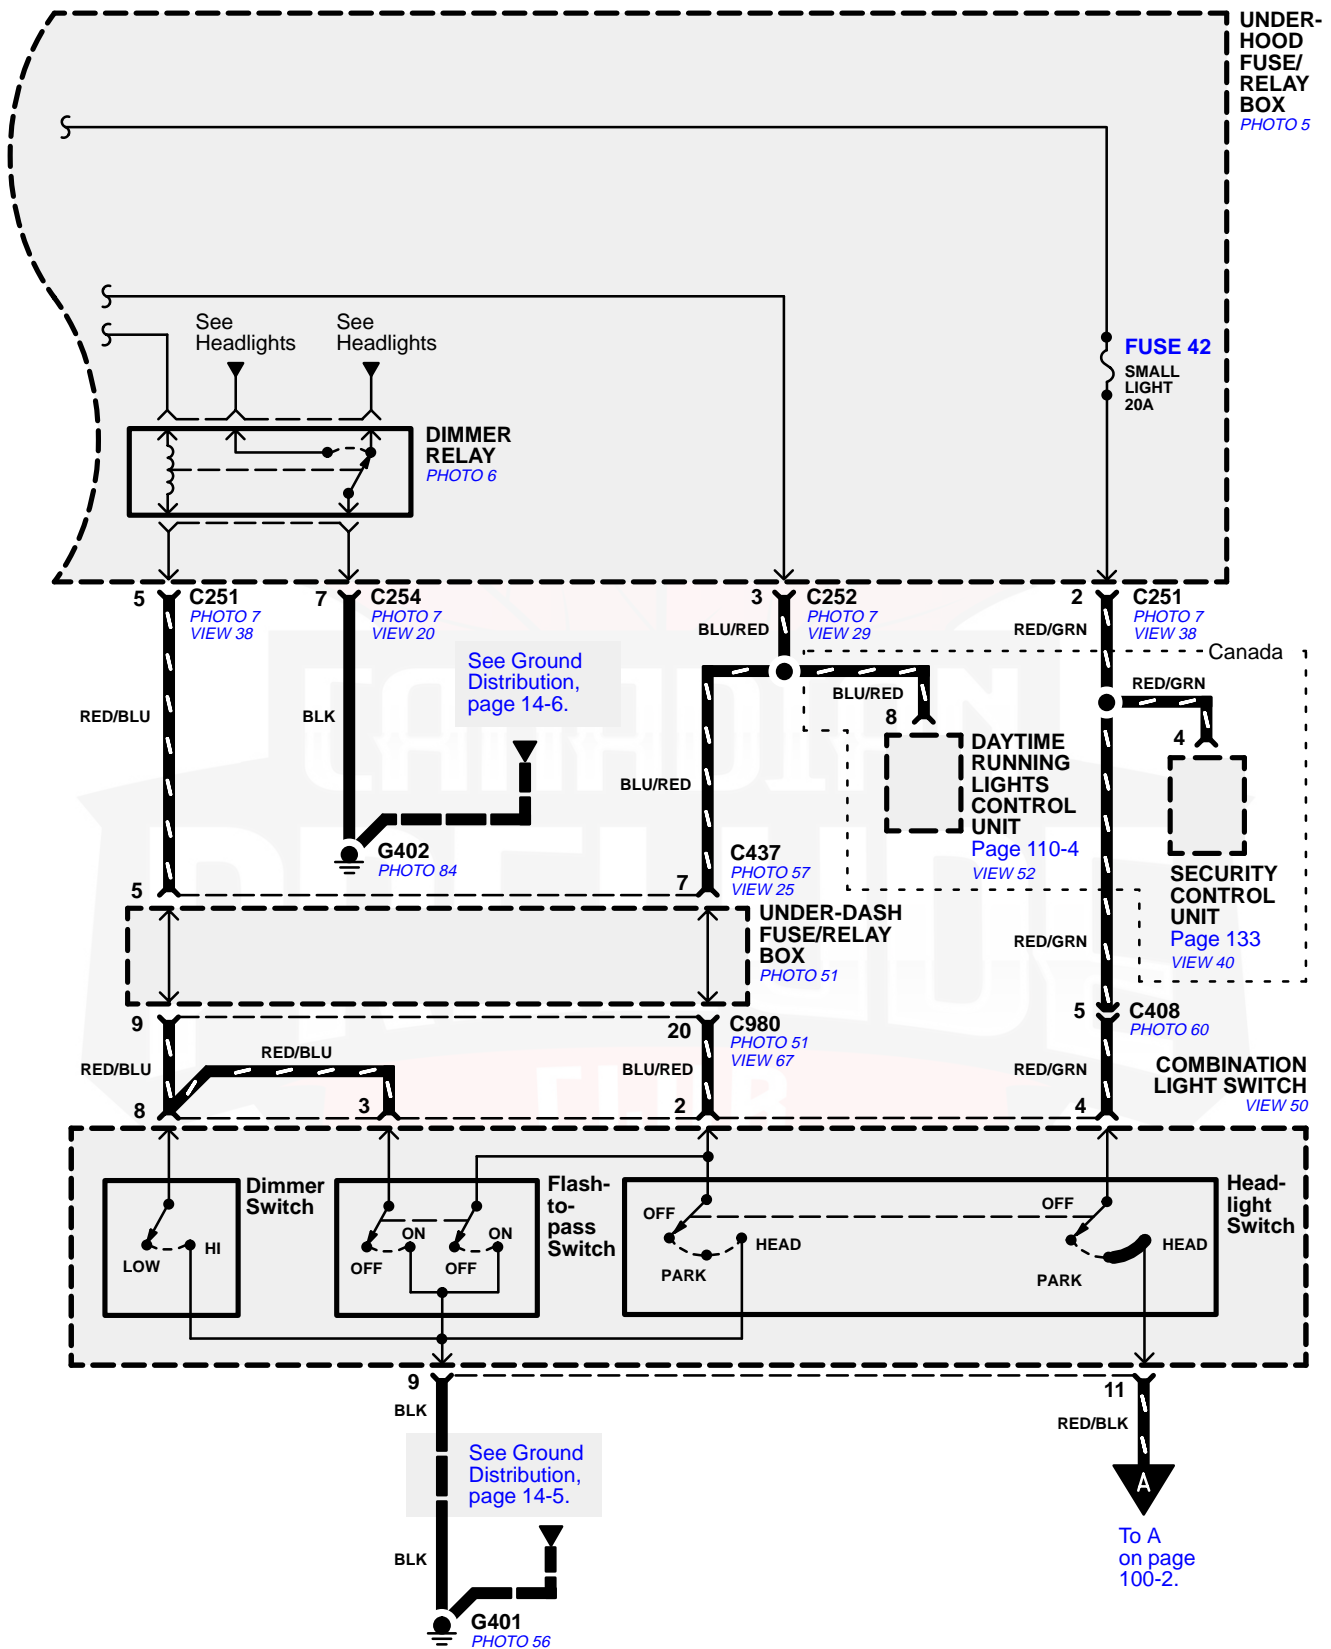 UNDER-
HOOD
FUSE/
RELAY
BOX
PHOTO 5
See
Headlights
See
Headlights
FUSE 42
SMALL
LIGHT
20A
DIMMER
RELAY
PHOTO 6
5
C251
PHOTO 7
VIEW 38
7
C254
PHOTO 7
VIEW 20
3
C252
PHOTO 7
VIEW 29
2
C251
PHOTO 7
VIEW 38
BLU/RED
RED/GRN
Canada
See Ground
Distribution,
page 14-6.
RED/BLU
BLK
BLU/RED
8
RED/GRN
4
DAYTIME
RUNNING
LIGHTS
CONTROL
UNIT
Page 110-4
VIEW 52
BLU/RED
G402
PHOTO 84
C437
PHOTO 57
VIEW 25
5
7
SECURITY
CONTROL
UNIT
Page 133
VIEW 40
UNDER-DASH
FUSE/RELAY
BOX
PHOTO 51
RED/GRN
9
20
C980
PHOTO 51
VIEW 67
5
C408
PHOTO 60
RED/BLU
RED/BLU
BLU/RED
RED/GRN
COMBINATION
LIGHT SWITCH
VIEW 50
8
3
2
4
Dimmer
Switch
LOW
HI
Flash-
to-
pass
Switch
ON
ON
OFF
OFF
OFF
HEAD
PARK
OFF
HEAD
PARK
Head-
light
Switch
9
11
BLK
RED/BLK
See Ground
Distribution,
page 14-5.
A
To A
on page
100-2.
BLK
G401
PHOTO 56
CANADIAN
PRELUDE
CLUB